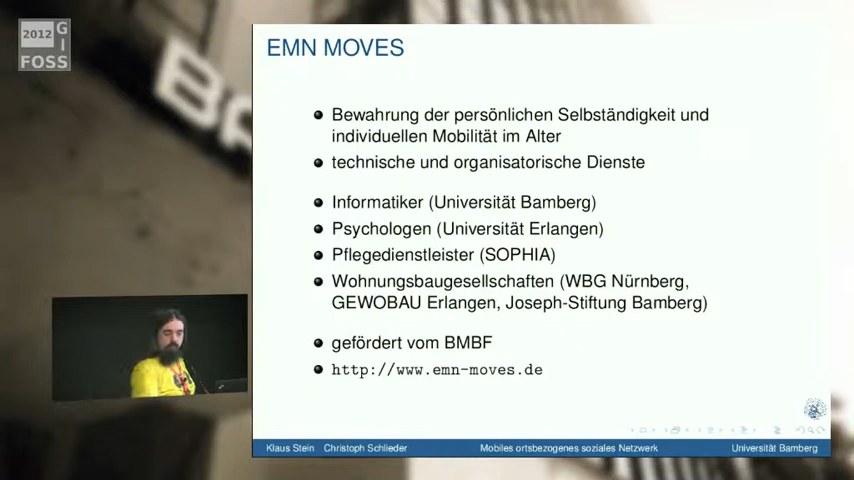 2012
GI
FOSS
BA
EMN MOVES
Bewahrung der persönlichen Selbständigkeit und
individuellen Mobilität im Alter
technische und organisatorische Dienste
Informatiker (Universität Bamberg)
Psychologen (Universität Erlangen)
Pflegedienstleister (SOPHIA)
Wohnungsbaugesellschaften (WBG Nürnberg,
GEWOBAU Erlangen, Joseph-Stiftung Bamberg)
gefördert vom BMBF
http://www.emn-moves.de
Klaus Stein Christoph Schlieder Mobiles ortsbezogenes soziales Netzwerk Universität Bamberg